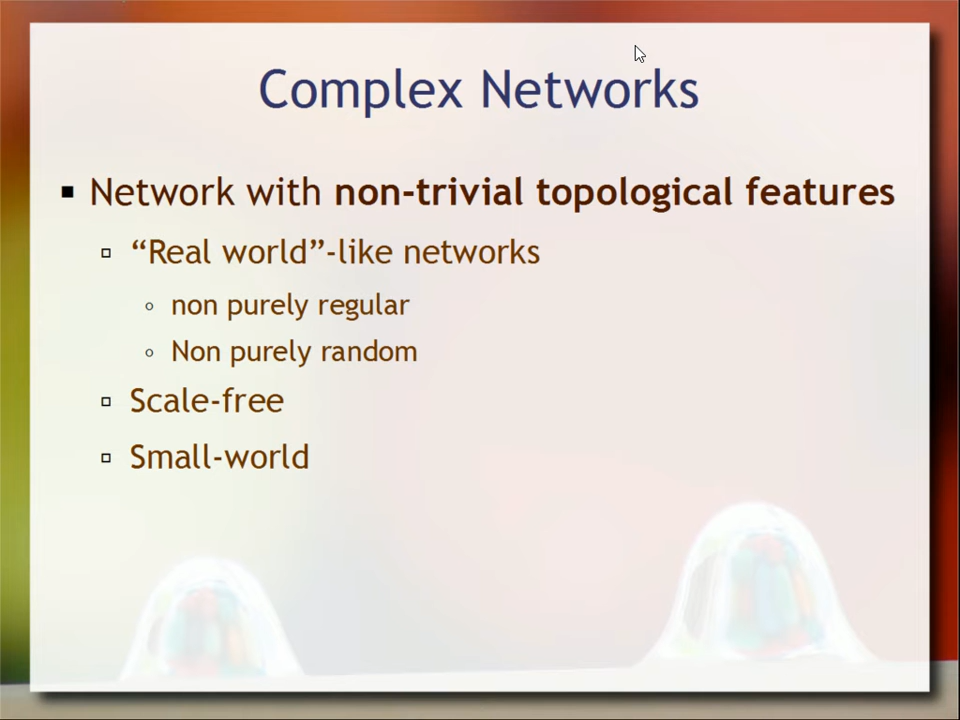 Complex Networks
Network with non-trivial topological features
“Real world”-like networks
non purely regular
Non purely random
Scale-free
Small-world